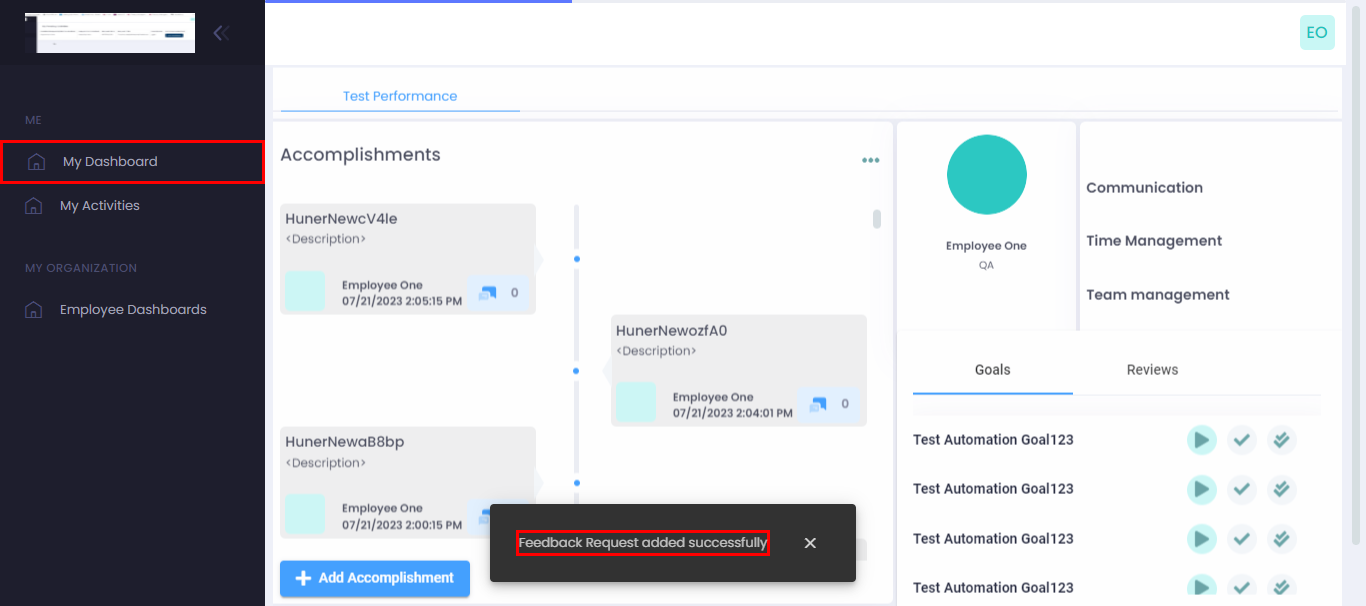 EO
ME
My Dashboard
My Activities
MY ORGANIZATION
Employee Dashboards
Test Performance
Accomplishments
HunerNewcV4le
<Description>
Employee One
07/21/2023 2:05:15 PM
0
HunerNewozfA0
<Description>
Employee One
07/21/2023 2:04:01 PM
0
HunerNewaB8bp
<Description>
Employee One
07/21/2023 2:00:15 PM
Add Accomplishment
Feedback Request added successfully
Employee One
QA
Communication
Time Management
Team management
Goals
Reviews
Test Automation Goal123
Test Automation Goal123
Test Automation Goal123
Test Automation Goal123